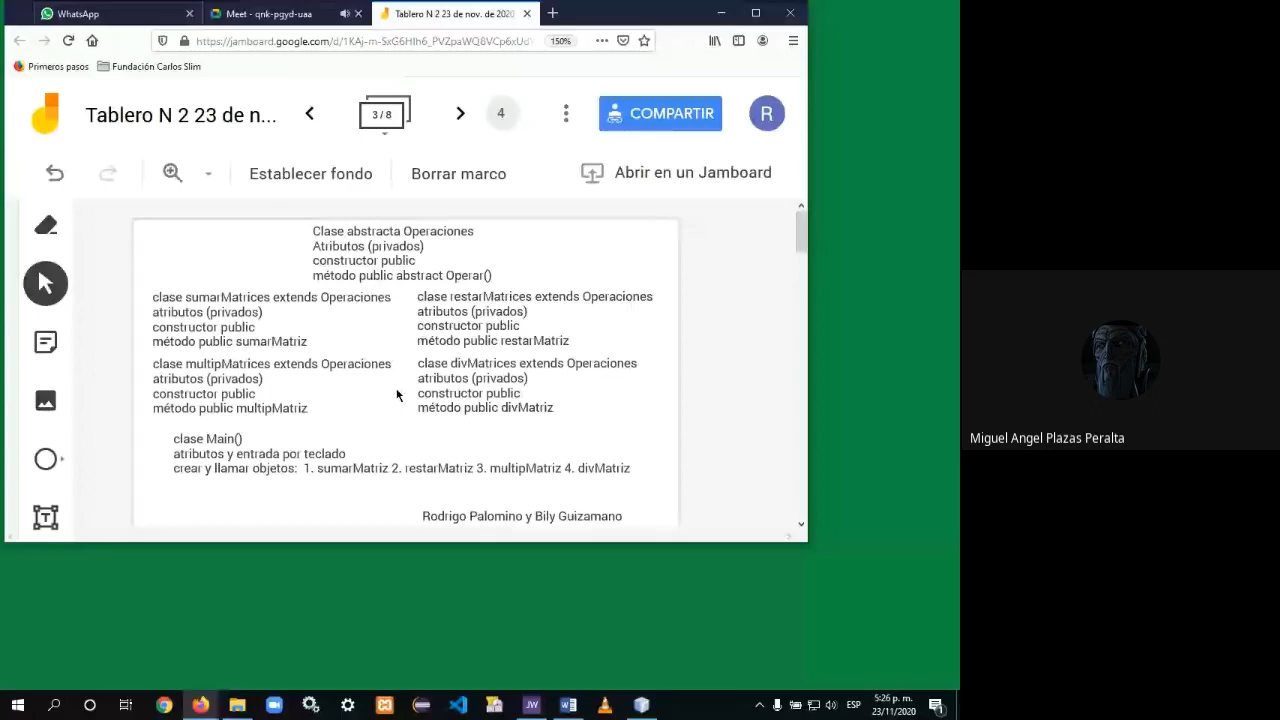 WhatsApp
Meet - qnk-pgyd-uaa
Tablero N 2 23 de nov. de 2020
150%
Primeros pasos
Fundación Carlos Slim
Tablero N 2 23 de n...
3 / 8
4
COMPARTIR
R
Establecer fondo
Borrar marco
Abrir en un Jamboard
Clase abstracta Operaciones
Atributos (privados)
constructor public
método public abstract Operar()
clase sumarMatrices extends Operaciones
atributos (privados)
constructor public
método public sumarMatriz
clase restarMatrices extends Operaciones
atributos (privados)
constructor public
método public restarMatriz
clase multipMatrices extends Operaciones
atributos (privados)
constructor public
método public multipMatriz
clase divMatrices extends Operaciones
atributos (privados)
constructor public
método public divMatriz
clase Main()
atributos y entrada por teclado
crear y llamar objetos: 1. sumarMatriz 2. restarMatriz 3. multipMatriz 4. divMatriz
Rodrigo Palomino y Bily Guizamano
Miguel Angel Plazas Peralta
ESP
5:26 p. m.
23/11/2020